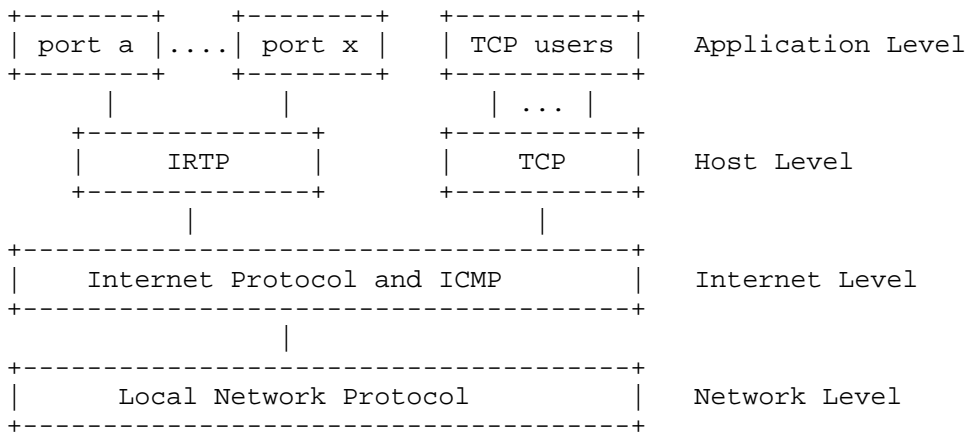 port a .... port x TCP users Application Level
...
IRTP TCP Host Level
Internet Protocol and ICMP Internet Level
Local Network Protocol Network Level